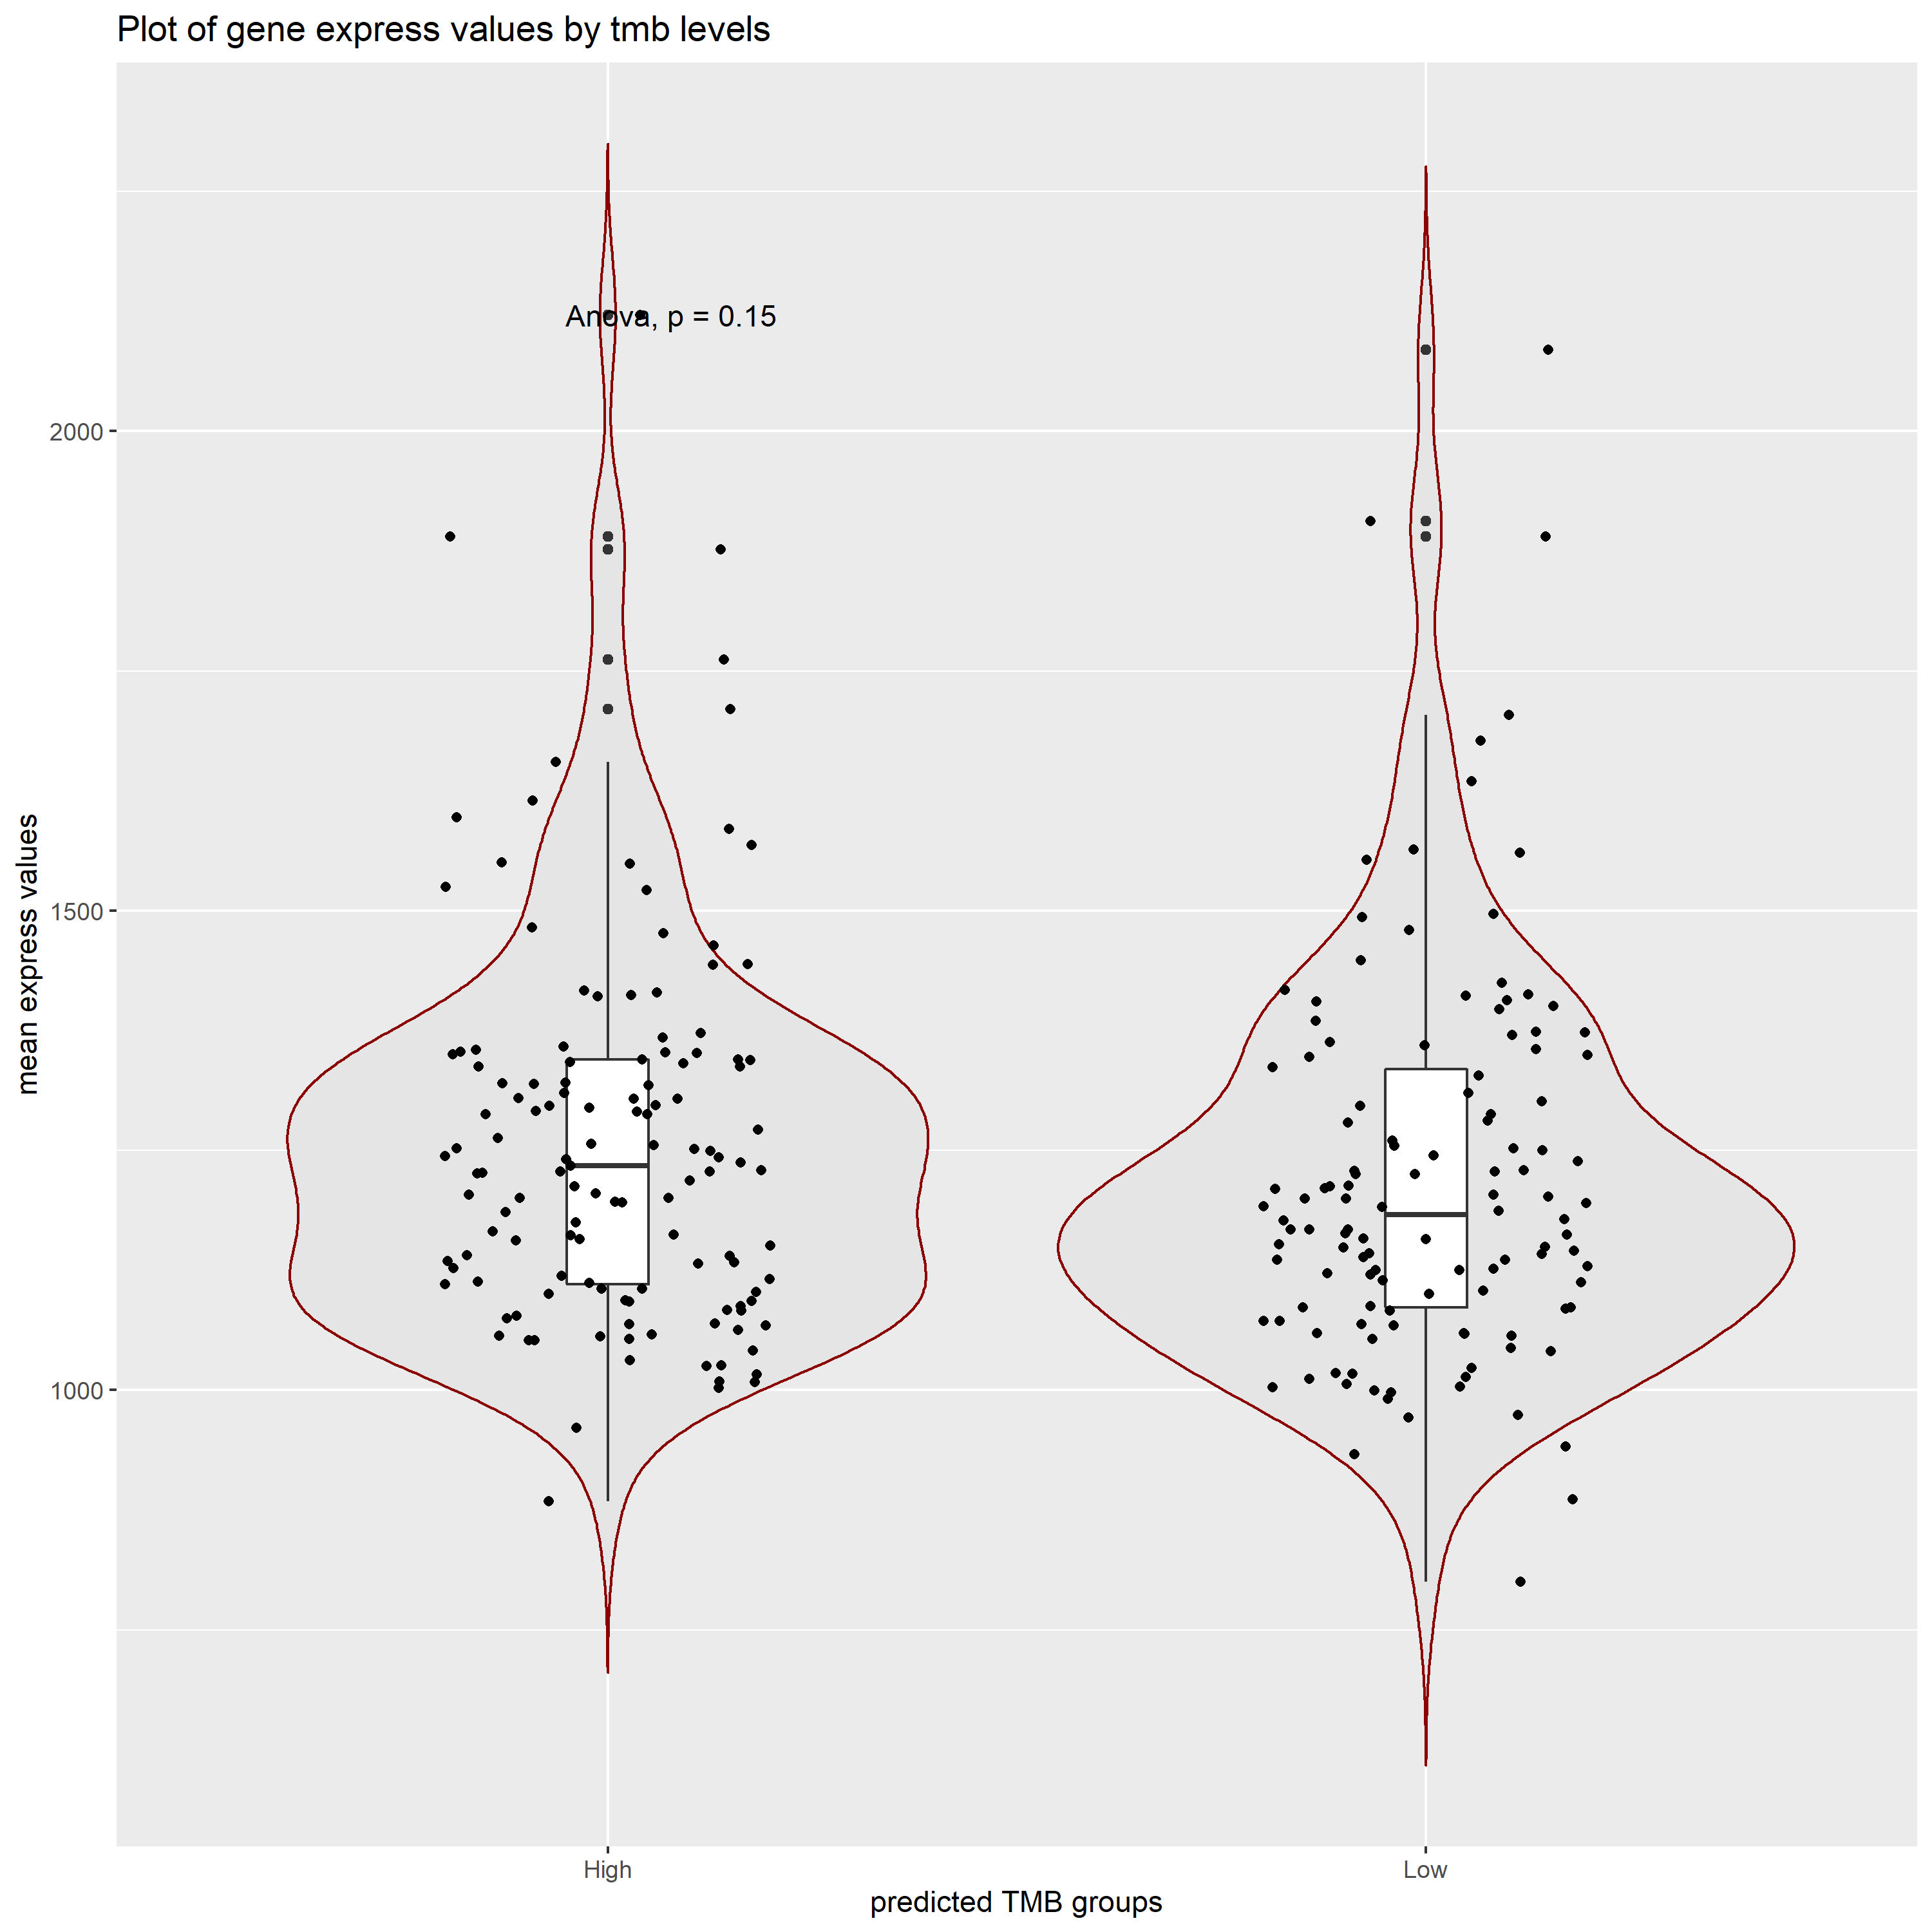 Plot of gene express values by tmb levels
Anova, p = 0.15
2000
1500
1000
mean express values
High
Low
predicted TMB groups